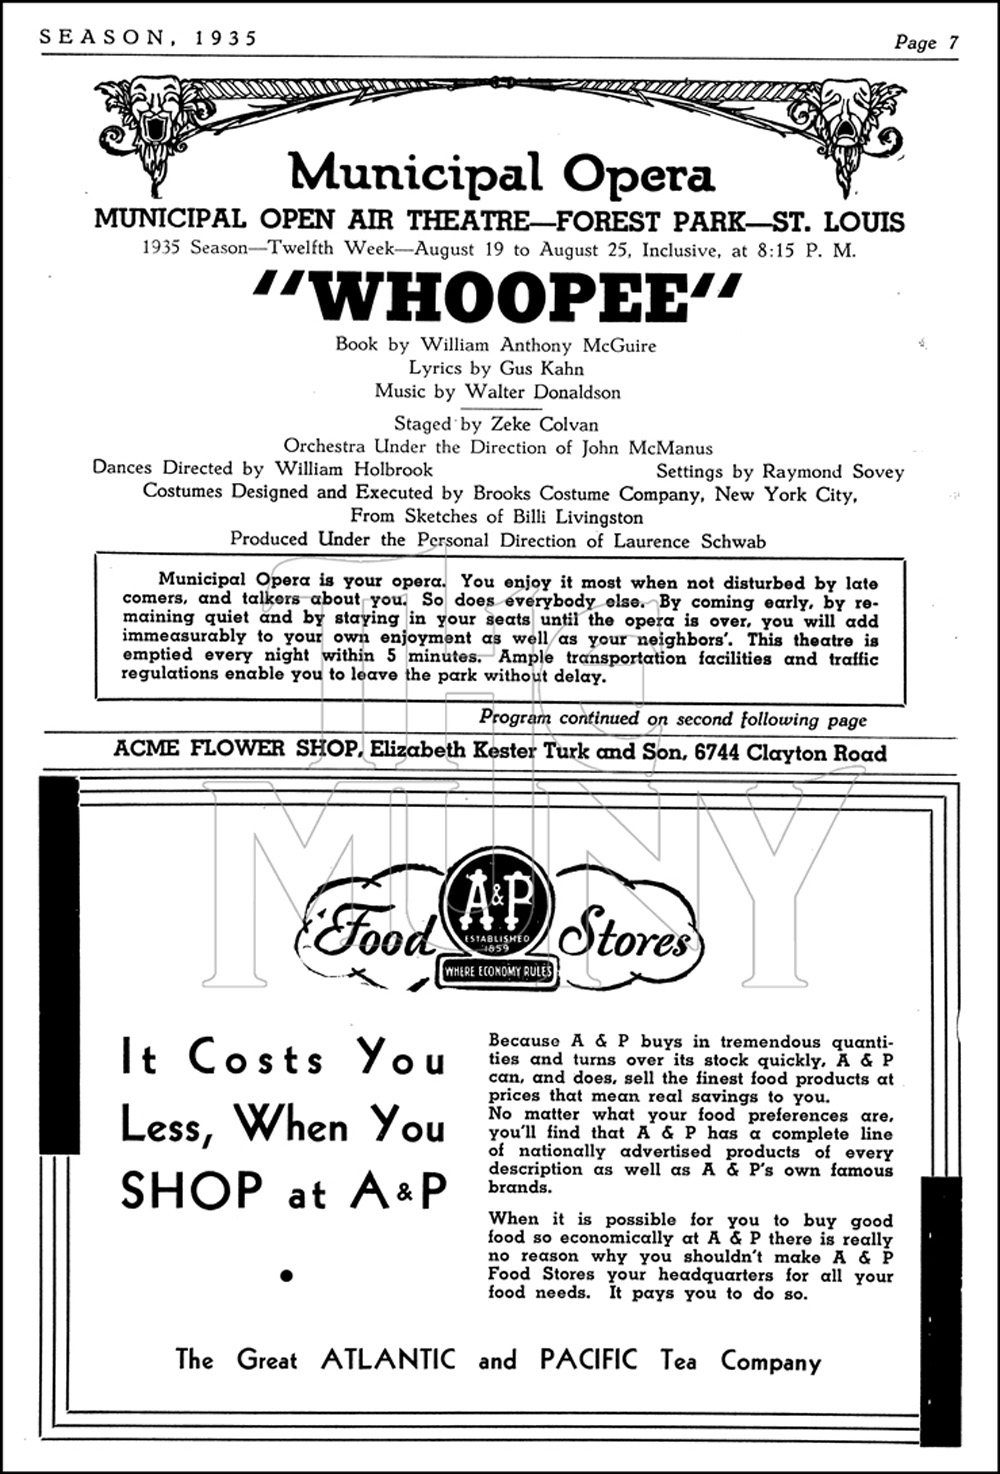 SEASON, 1935
Page 7
Municipal Opera
MUNICIPAL OPEN AIR THEATRE—FOREST PARK—ST. LOUIS
1935 Season—Twelfth Week—August 19 to August 25, Inclusive, at 8:15 P. M.
"WHOOPEE"
Book by William Anthony McGuire
Lyrics by Gus Kahn
Music by Walter Donaldson
Staged by Zeke Colvan
Orchestra Under the Direction of John McManus
Dances Directed by William Holbrook
Settings by Raymond Sovey
Costumes Designed and Executed by Brooks Costume Company, New York City,
From Sketches of Billi Livingston
Produced Under the Personal Direction of Laurence Schwab
Municipal Opera is your opera. You enjoy it most when not disturbed by late
comers, and talkers about you. So does everybody else. By coming early, by re-
maining quiet and by staying in your seats until the opera is over, you will add
immeasurably to your own enjoyment as well as your neighbors'. This theatre is
emptied every night within 5 minutes. Ample transportation facilities and traffic
regulations enable you to leave the park without delay.
Program continued on second following page
ACME FLOWER SHOP, Elizabeth Kester Turk and Son, 6744 Clayton Road
The
MUNY
Food A&P Stores
ESTABLISHED
1859
WHERE ECONOMY RULES
It Costs You
Less, When You
SHOP at A&P
Because A & P buys in tremendous quanti-
ties and turns over its stock quickly, A & P
can, and does, sell the finest food products at
prices that mean real savings to you.
No matter what your food preferences are,
you'll find that A & P has a complete line
of nationally advertised products of every
description as well as A & P's own famous
brands.
When it is possible for you to buy good
food so economically at A & P there is really
no reason why you shouldn't make A & P
Food Stores your headquarters for all your
food needs. It pays you to do so.
The Great ATLANTIC and PACIFIC Tea Company